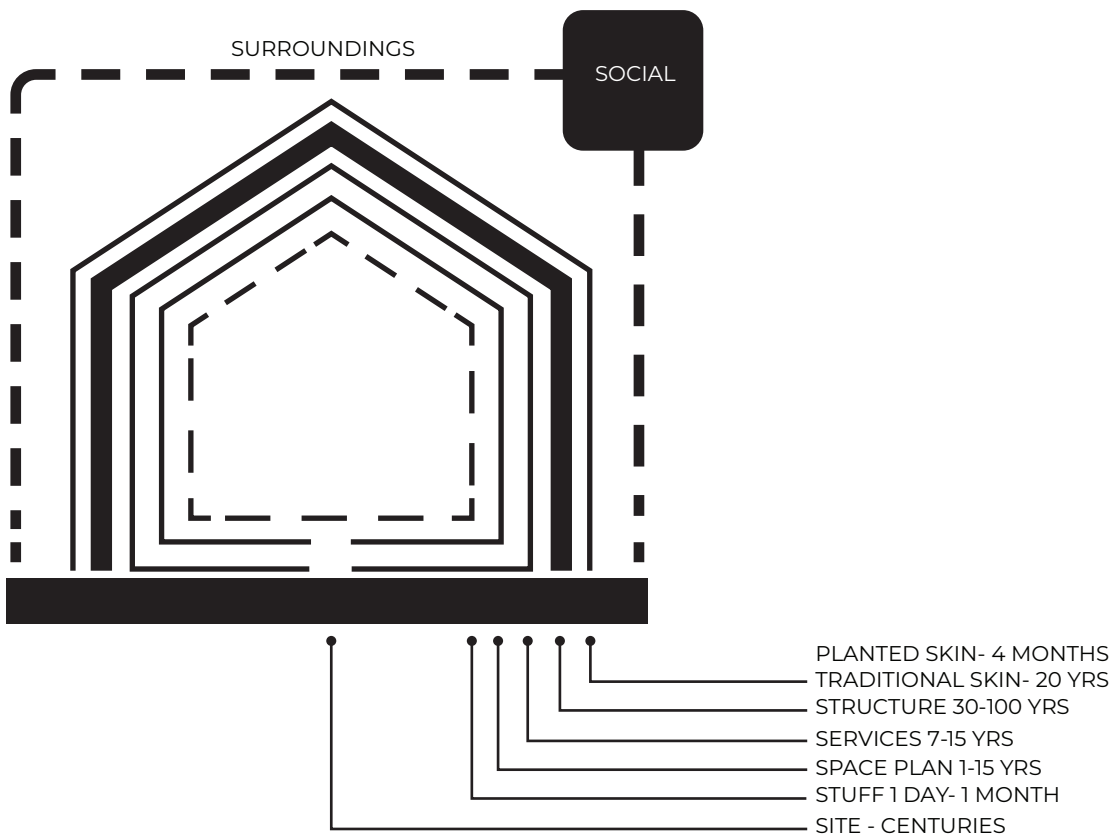 SURROUNDINGS
SOCIAL
PLANTED SKIN- 4 MONTHS
TRADITIONAL SKIN- 20 YRS
STRUCTURE 30-100 YRS
SERVICES 7-15 YRS
SPACE PLAN 1-15 YRS
STUFF 1 DAY- 1 MONTH
SITE - CENTURIES